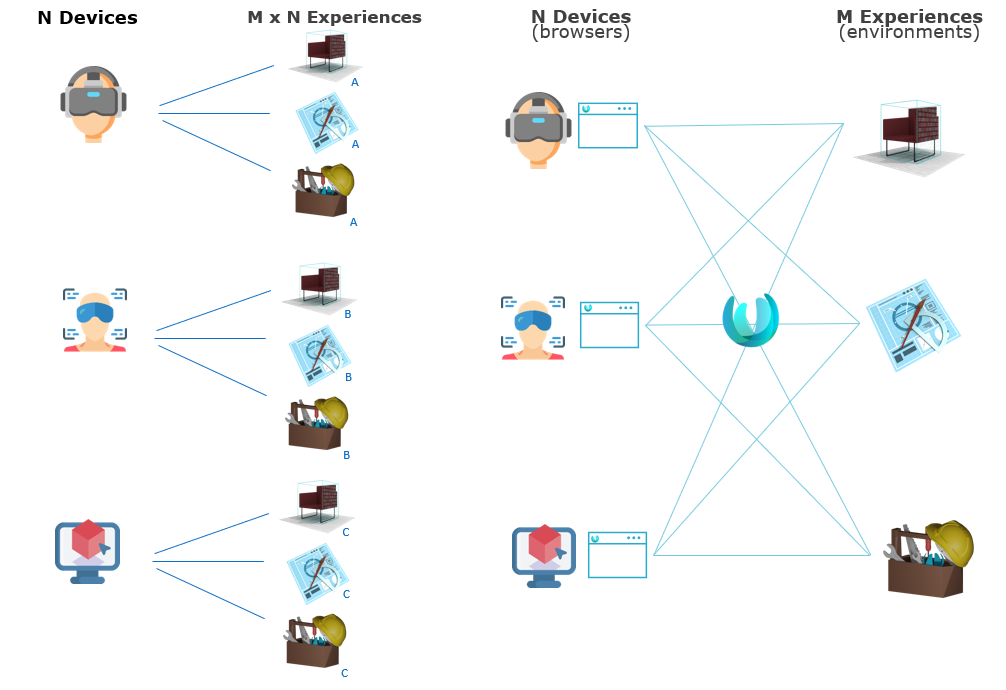 N Devices
M x N Experiences
A
A
A
B
B
B
C
C
C
N Devices
(browsers)
M Experiences
(environments)